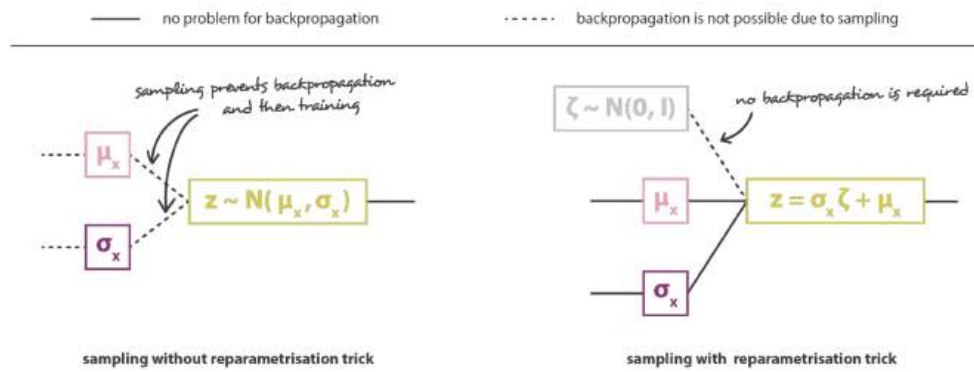 no problem for backpropagation
backpropagation is not possible due to sampling
sampling prevents backpropagation
and then training
μx
σx
z ~ N( μx, σx)
sampling without reparametrisation trick
ζ ~ N(0, I)
no backpropagation is required
μx
z = σx ζ + μx
σx
sampling with reparametrisation trick